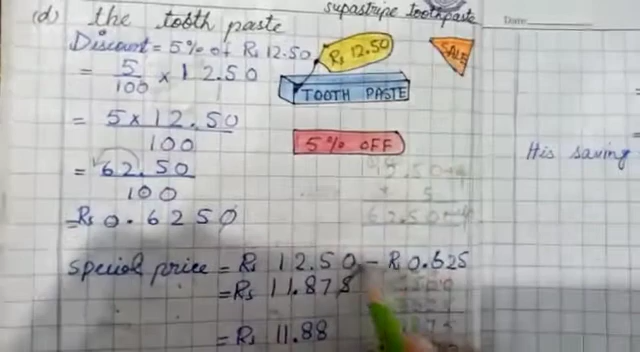 (d) the tooth paste
supastripe toothpaste
Discount = 5% of Rs 12.50
Rs 12.50
SALE
= 5/100 × 12.50
TOOTH PASTE
= 5 × 12.50/100
5% OFF
His saving
= 62.50/100
= Rs 0.6250
Special price = Rs 12.50 - R 0.625
= Rs 11.878
= Rs 11.88